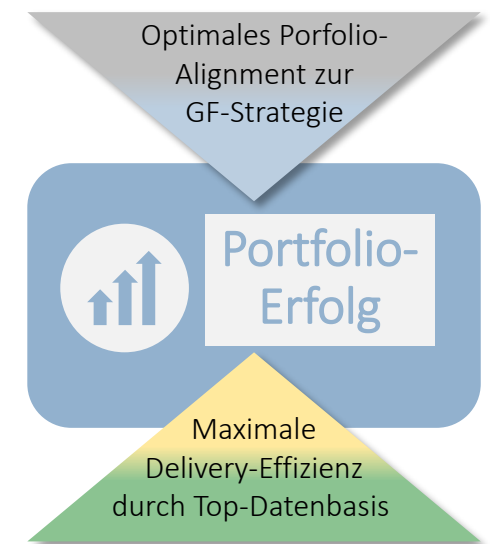 Optimales Porfolio-
Alignment zur
GF-Strategie
Portfolio-
Erfolg
Maximale
Delivery-Effizienz
durch Top-Datenbasis